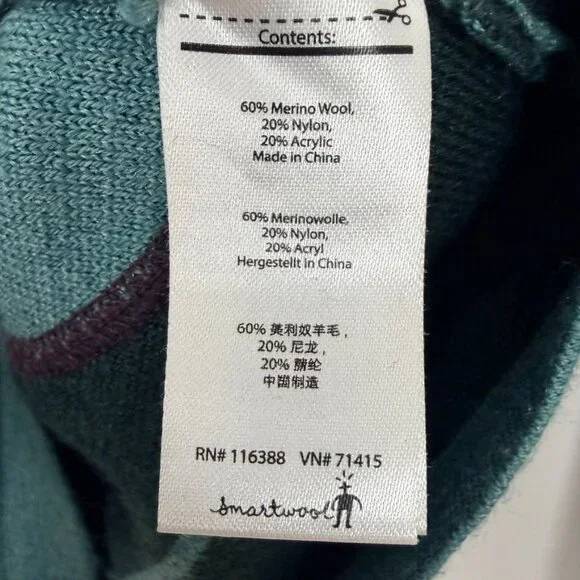 Contents:
60% Merino Wool,
20% Nylon,
20% Acrylic
Made in China
60% Merinowolle,
20% Nylon,
20% Acryl
Hergestellt in China
60% 美利奴羊毛,
20% 尼龙,
20% 腈纶
中国制造
RN# 116388 VN# 71415
smartwool